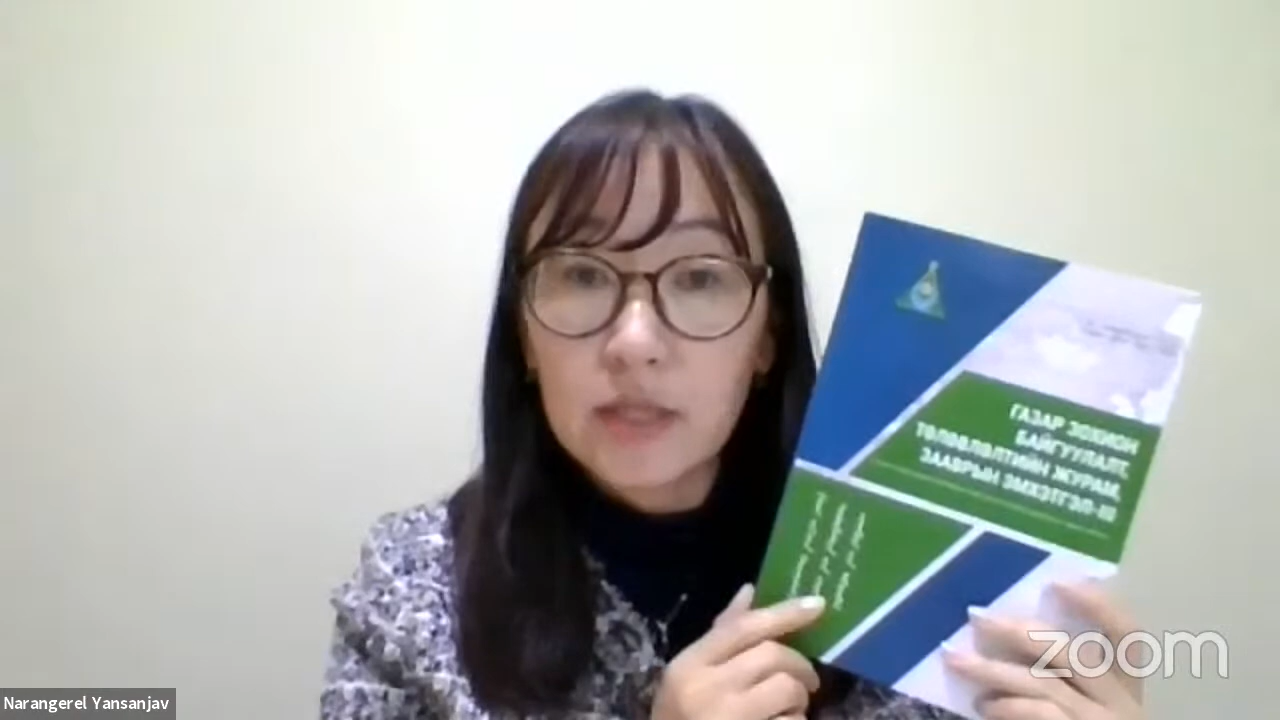 ГАЗАР ЗОХИОН
БАЙГУУЛАЛТ,
ТӨЛӨВЛӨЛТИЙН ЖУРАМ,
ЗААВРЫН ЭМХЭТГЭЛ-III
zoom
Narangerel Yansanjav